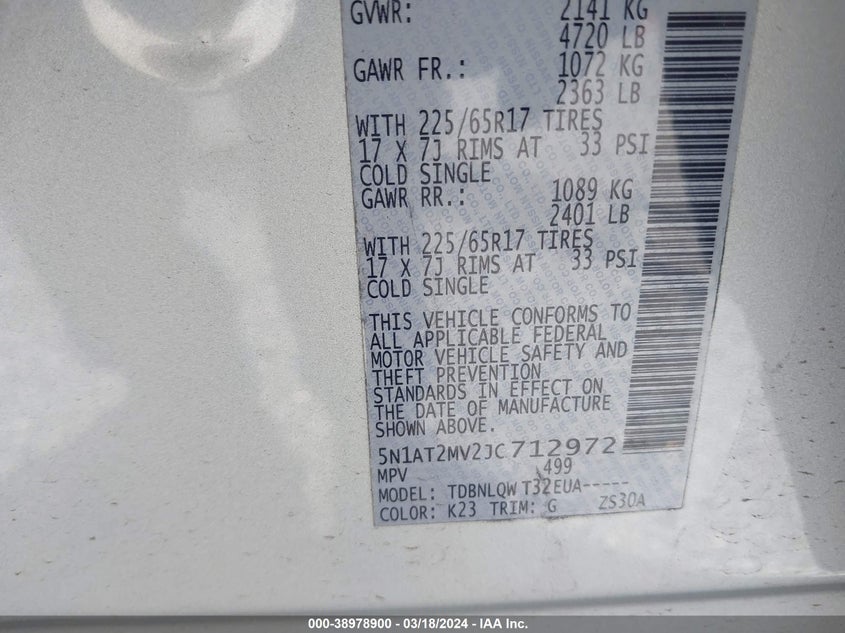 GVWR: 2141 KG
4720 LB
GAWR FR.: 1072 KG
2363 LB
WITH 225/65R17 TIRES
17 X 7J RIMS AT 33 PSI
COLD SINGLE
GAWR RR.: 1089 KG
2401 LB
WITH 225/65R17 TIRES
17 X 7J RIMS AT 33 PSI
COLD SINGLE
THIS VEHICLE CONFORMS TO
ALL APPLICABLE FEDERAL
MOTOR VEHICLE SAFETY AND
THEFT PREVENTION
STANDARDS IN EFFECT ON
THE DATE OF MANUFACTURE
SHOWN ABOVE.
5N1AT2MV2JC712972
MPV 499
MODEL: TDBNLQW T32EUA-----
COLOR: K23 TRIM: G ZS30A
000-38978900 - 03/18/2024 - IAA Inc.